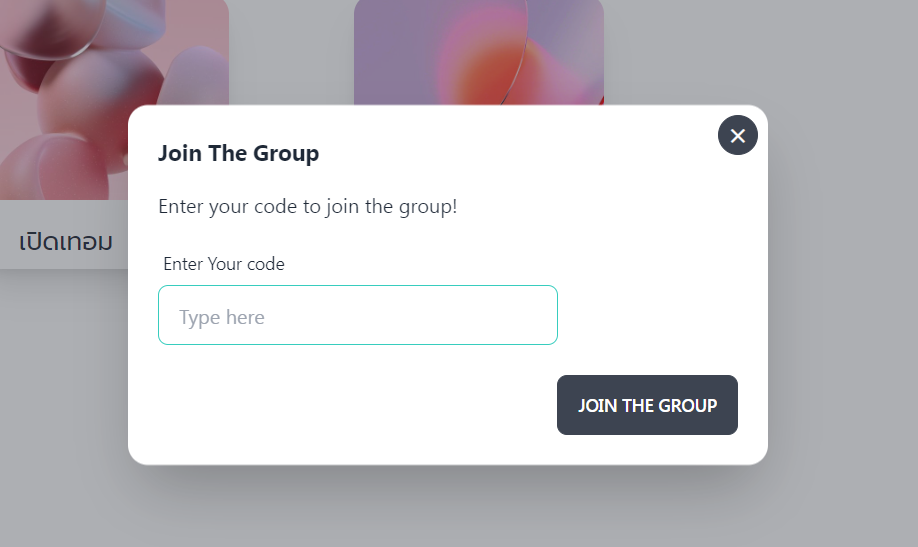 Join The Group
Enter your code to join the group!
เปิดเทอม
Enter Your code
Type here
JOIN THE GROUP